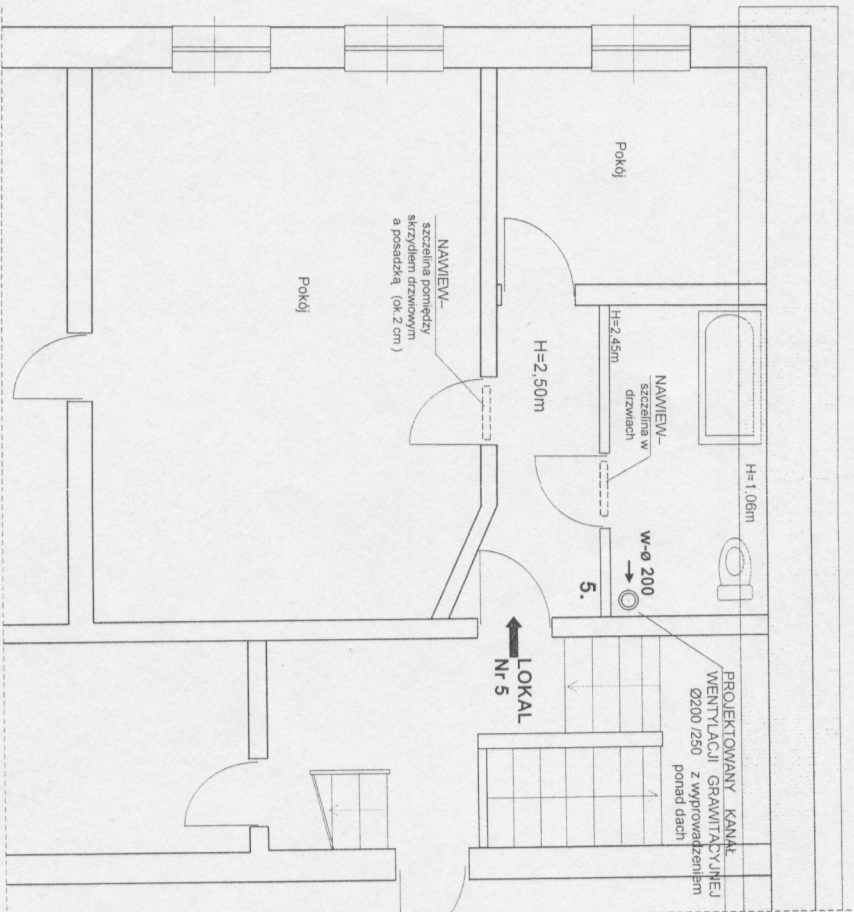 Pokój
Pokój
NAWIEW–
szczelina pomiędzy
skrzydłem drzwiowym
a posadzką (ok.2 cm )
H=2,50m
H=2,45m
NAWIEW–
szczelina w
drzwiach
H=1,06m
w-ø 200
5.
LOKAL
Nr 5
PROJEKTOWANY KANAŁ
WENTYLACJI GRAWITACYJNEJ
Ø200 /250 z wyprowadzeniem
ponad dach